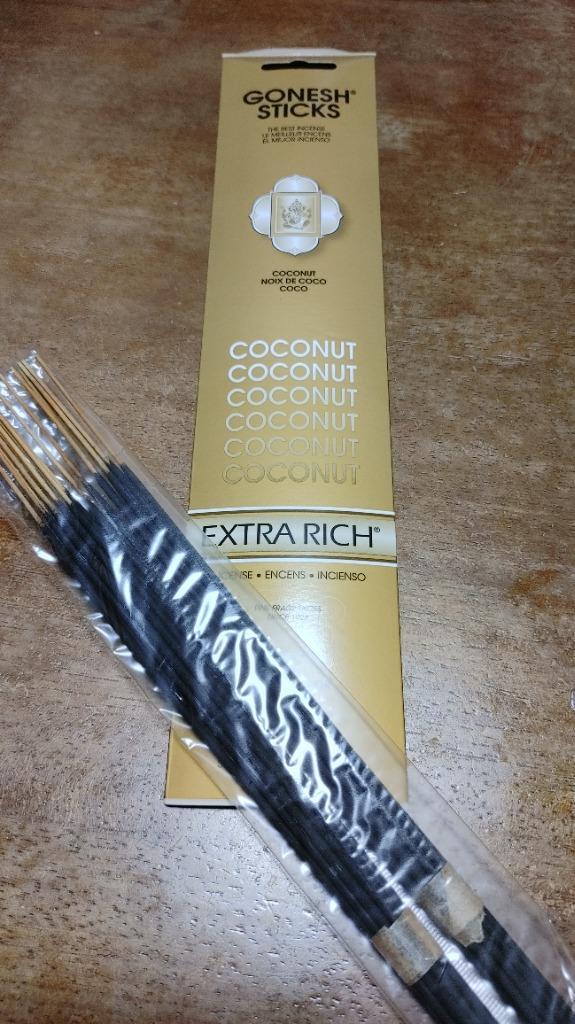 GONESH®
STICKS
THE BEST INCENSE
LE MEILLEUR ENCENS
EL MEJOR INCIENSO
COCONUT
NOIX DE COCO
COCO
COCONUT
COCONUT
COCONUT
COCONUT
COCONUT
COCONUT
EXTRA RICH®
CENSE • ENCENS • INCIENSO